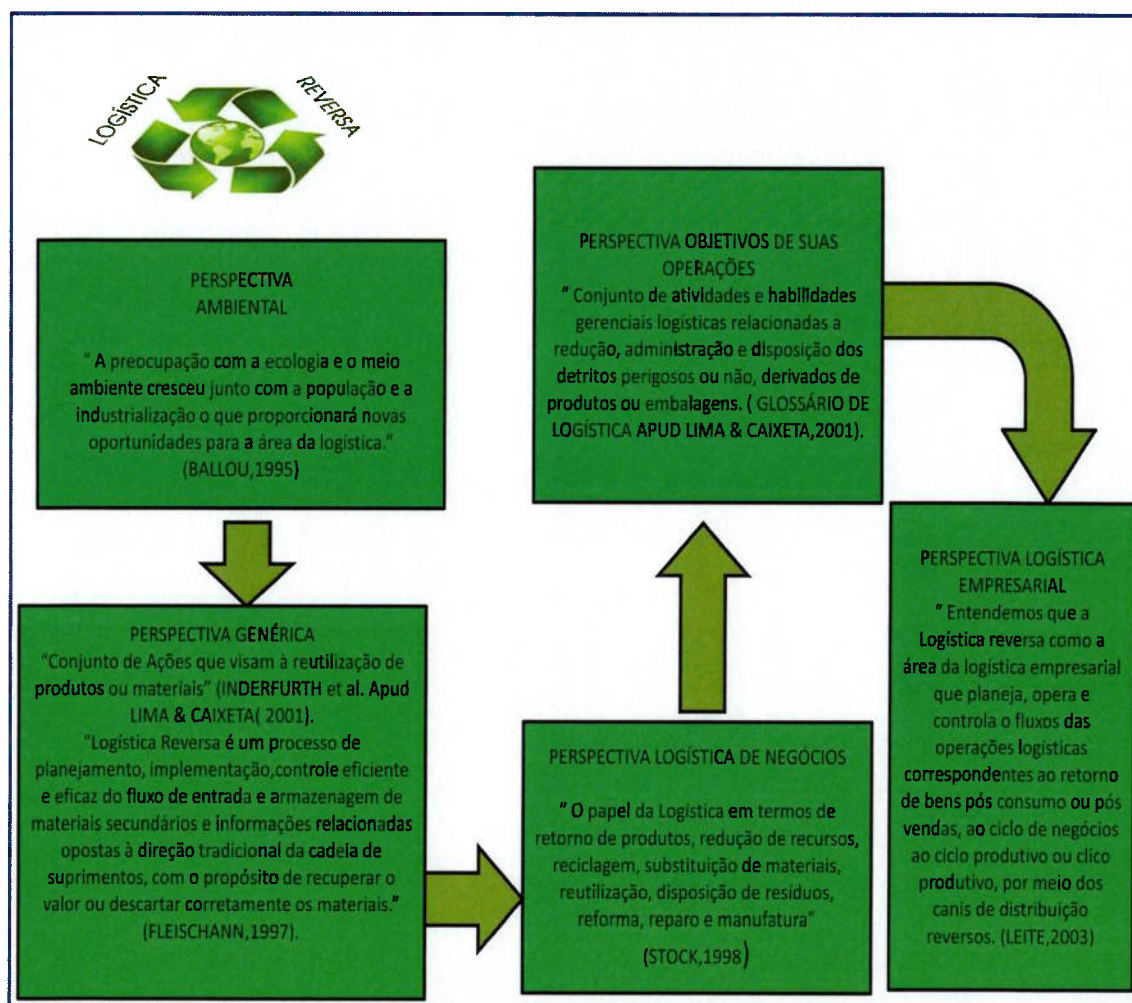 LOGÍSTICA REVERSA
PERSPECTIVA
AMBIENTAL
" A preocupação com a ecologia e o meio
ambiente cresceu junto com a população e a
industrialização o que proporcionará novas
oportunidades para a área da logística."
(BALLOU,1995)
PERSPECTIVA GENÉRICA
"Conjunto de Ações que visam à reutilização de
produtos ou materiais" (INDERFURTH et al. Apud
LIMA & CAIXETA( 2001).
"Logística Reversa é um processo de
planejamento, implementação,controle eficiente
e eficaz do fluxo de entrada e armazenagem de
materiais secundários e informações relacionadas
opostas à direção tradicional da cadeia de
suprimentos, com o propósito de recuperar o
valor ou descartar corretamente os materiais."
(FLEISCHANN,1997).
PERSPECTIVA LOGÍSTICA DE NEGÓCIOS
" O papel da Logística em termos de
retorno de produtos, redução de recursos,
reciclagem, substituição de materiais,
reutilização, disposição de resíduos,
reforma, reparo e manufatura"
(STOCK,1998)
PERSPECTIVA OBJETIVOS DE SUAS
OPERAÇÕES
" Conjunto de atividades e habilidades
gerenciais logísticas relacionadas a
redução, administração e disposição dos
detritos perigosos ou não, derivados de
produtos ou embalagens. ( GLOSSÁRIO DE
LOGÍSTICA APUD LIMA & CAIXETA,2001).
PERSPECTIVA LOGÍSTICA
EMPRESARIAL
" Entendemos que a
Logística reversa como a
área da logística empresarial
que planeja, opera e
controla o fluxos das
operações logísticas
correspondentes ao retorno
de bens pós consumo ou pós
vendas, ao ciclo de negócios
ao ciclo produtivo ou clico
produtivo, por meio dos
canis de distribuição
reversos. (LEITE,2003)